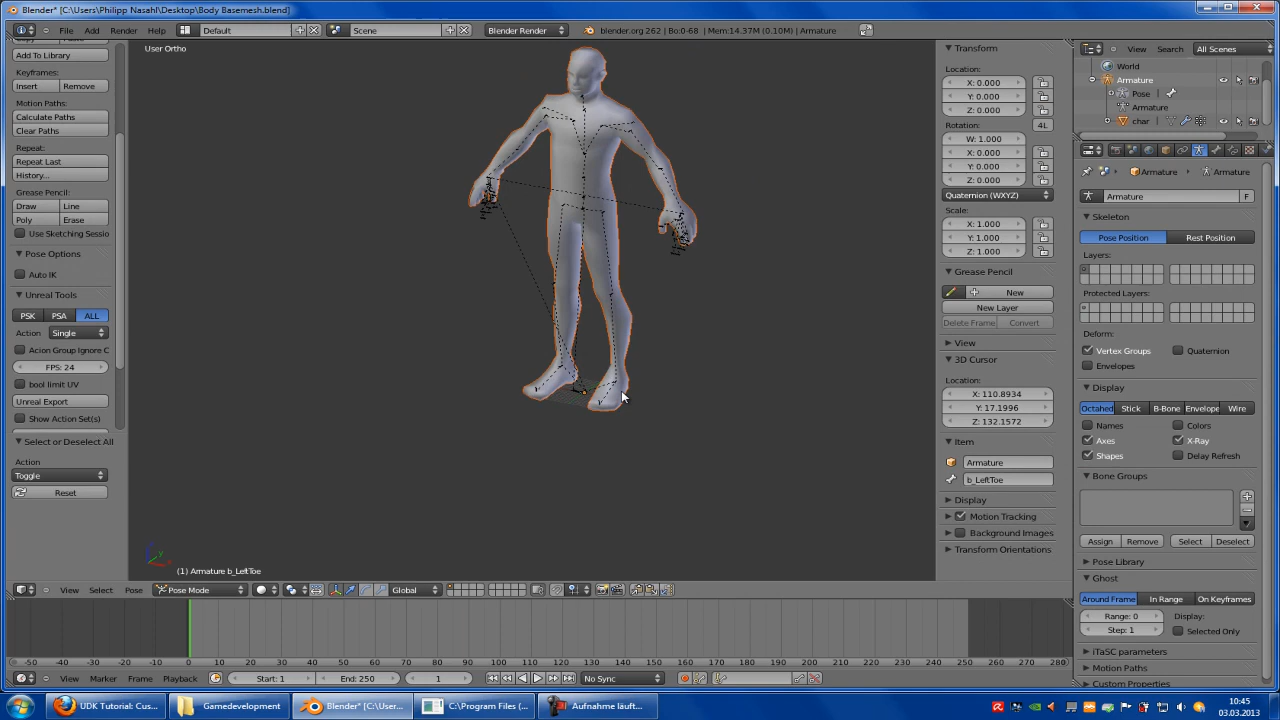 Blender* [C:\Users\Philipp Nasahl\Desktop\Body Basemesh.blend]
File Add Render Help Default Scene Blender Render blender.org 262 | Bo:0-68 | Mem:14.37M (0.10M) | Armature
Add To Library
Keyframes:
Insert Remove
Motion Paths:
Calculate Paths
Clear Paths
Repeat:
Repeat Last
History...
Grease Pencil:
Draw Line
Poly Erase
Use Sketching Sessio
Pose Options
Auto IK
Unreal Tools
PSK PSA ALL
Action Single
Acion Group Ignore C
FPS: 24
bool limit UV
Unreal Export
Show Action Set(s)
Select or Deselect All
Action
Toggle
Reset
User Ortho
(1) Armature b_LeftToe
View Select Pose Pose Mode Global
Transform
Location:
X: 0.000
Y: 0.000
Z: 0.000
Rotation: 4L
W: 1.000
X: 0.000
Y: 0.000
Z: 0.000
Quaternion (WXYZ)
Scale:
X: 1.000
Y: 1.000
Z: 1.000
Grease Pencil
New
New Layer
Delete Frame Convert
View
3D Cursor
Location:
X: 110.8934
Y: 17.1996
Z: 132.1572
Item
Armature
b_LeftToe
Display
Motion Tracking
Background Images
Transform Orientations
View Search All Scenes
World
Armature
Pose
Armature
char
Armature Armature
Armature F
Skeleton
Pose Position Rest Position
Layers:
Protected Layers:
Deform:
Vertex Groups Quaternion
Envelopes
Display
Octahed Stick B-Bone Envelope Wire
Names Colors
Axes X-Ray
Shapes Delay Refresh
Bone Groups
Assign Remove Select Deselect
Pose Library
Ghost
Around Frame In Range On Keyframes
Range: 0 Display:
Step: 1 Selected Only
iTaSC parameters
Motion Paths
Custom Properties
-50 -40 -30 -20 -10 0 10 20 30 40 50 60 70 80 90 100 110 120 130 140 150 160 170 180 190 200 210 220 230 240 250 260 270 280
View Marker Frame Playback Start: 1 End: 250 1 No Sync
UDK Tutorial: Cus... Gamedevelopment Blender* [C:\User... C:\Program Files (... Aufnahme läuft...
10:45
03.03.2013